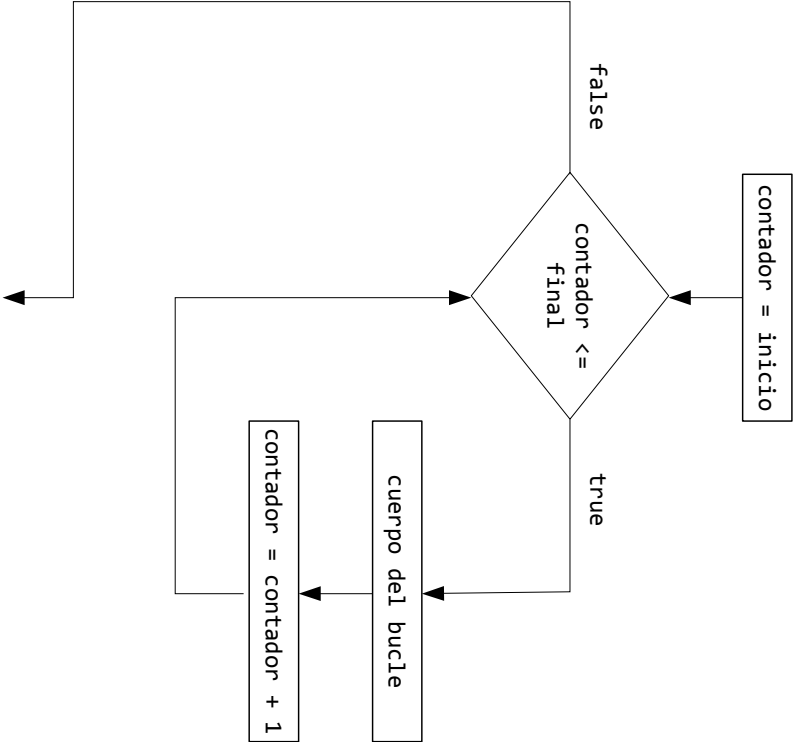 contador = inicio
contador <=
final
false
true
cuerpo del bucle
contador = contador + 1